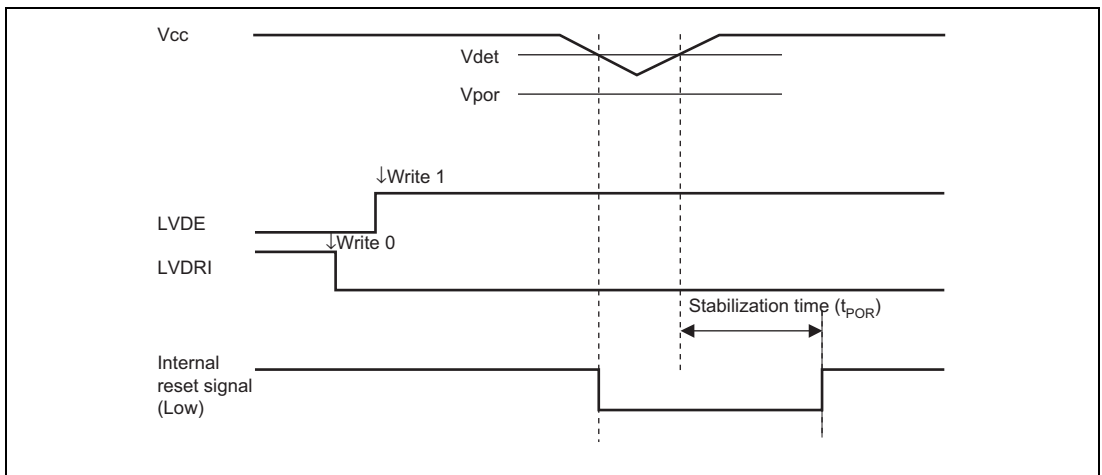 Vcc
Vdet
Vpor
↓Write 1
LVDE
↓Write 0
LVDRI
Stabilization time (tPOR)
Internal
reset signal
(Low)